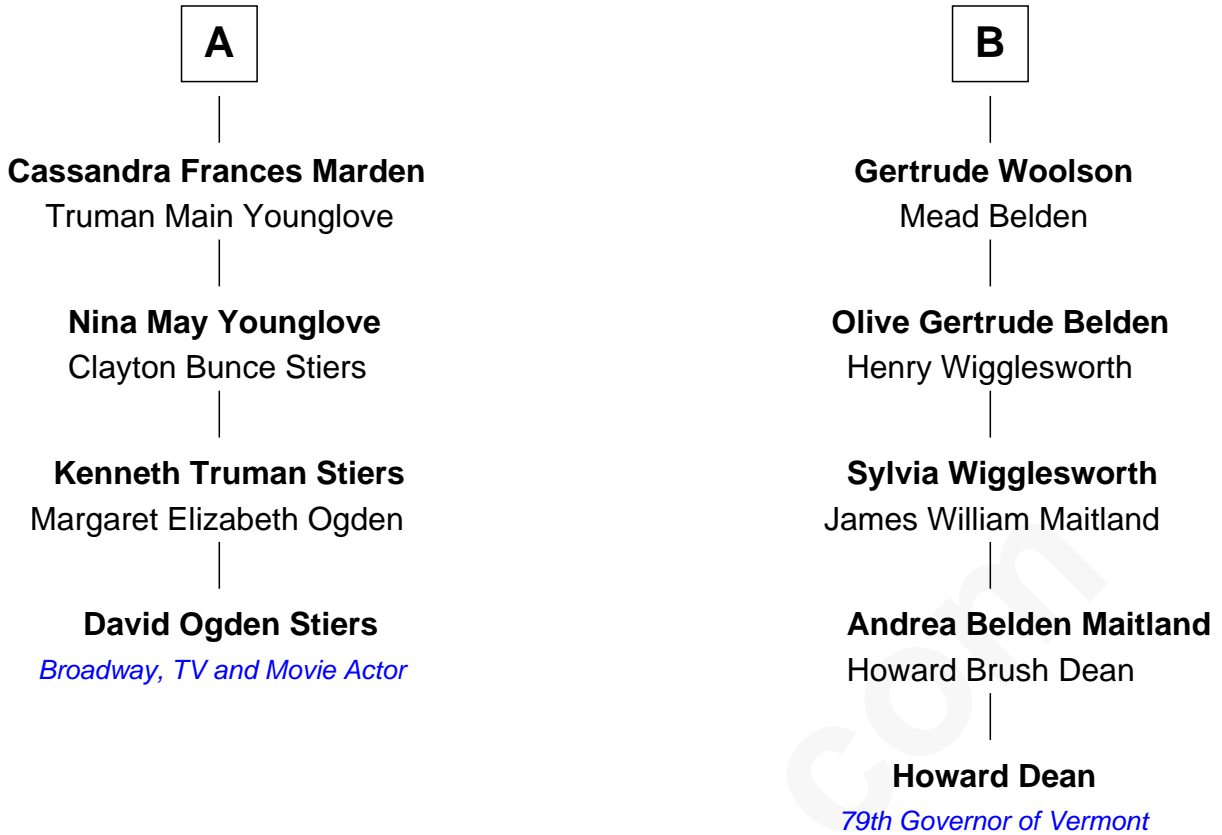 A
Cassandra Frances Marden
Truman Main Younglove
Nina May Younglove
Clayton Bunce Stiers
Kenneth Truman Stiers
Margaret Elizabeth Ogden
David Ogden Stiers
Broadway, TV and Movie Actor
B
Gertrude Woolson
Mead Belden
Olive Gertrude Belden
Henry Wigglesworth
Sylvia Wigglesworth
James William Maitland
Andrea Belden Maitland
Howard Brush Dean
Howard Dean
79th Governor of Vermont
com